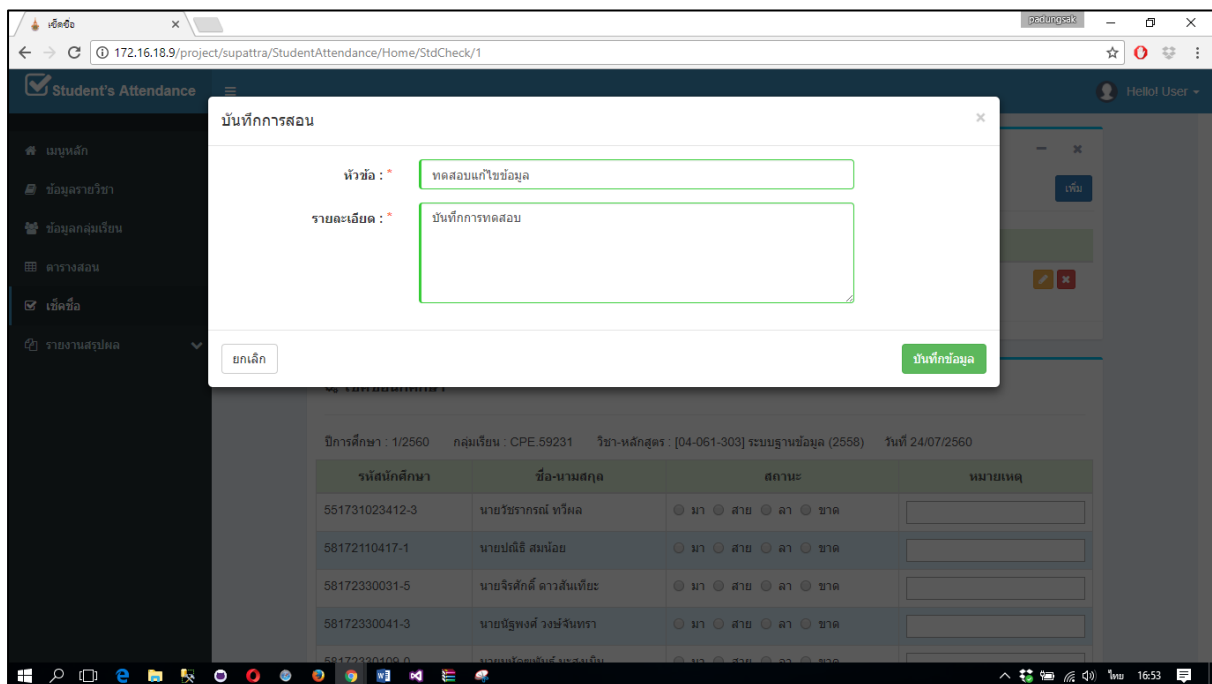 เช็คชื่อ
padungsak
172.16.18.9/project/supattra/StudentAttendance/Home/StdCheck/1
Student's Attendance
Hello! User
เมนูหลัก
ข้อมูลรายวิชา
ข้อมูลกลุ่มเรียน
ตารางสอน
เช็คชื่อ
รายงานสรุปผล
เพิ่ม
บันทึกการสอน
×
หัวข้อ : *
ทดสอบแก้ไขข้อมูล
รายละเอียด : *
บันทึกการทดสอบ
ยกเลิก
บันทึกข้อมูล
ปีการศึกษา : 1/2560 กลุ่มเรียน : CPE.59231 วิชา-หลักสูตร : [04-061-303] ระบบฐานข้อมูล (2558) วันที่ 24/07/2560
รหัสนักศึกษา ชื่อ-นามสกุล สถานะ หมายเหตุ
551731023412-3 นายวัชรากรณ์ ทวีผล มา สาย ลา ขาด
58172110417-1 นายปณิธิ สมน้อย มา สาย ลา ขาด
58172330031-5 นายจิรศักดิ์ ดาวสันเทียะ มา สาย ลา ขาด
58172330041-3 นายนัฐพงศ์ วงษ์จันทรา มา สาย ลา ขาด
58172330109-0 มา สาย ลา ขาด
ไทย 16:53